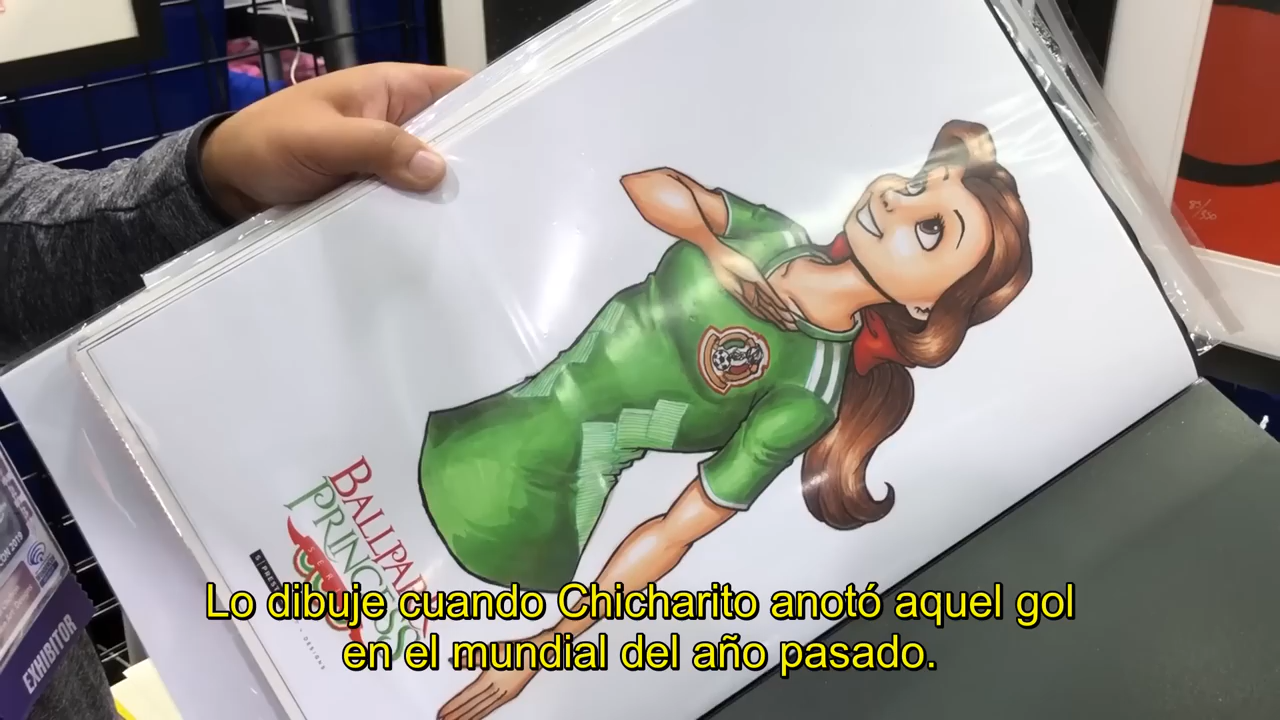 BALLPARK
PRINCESS
EXHIBITOR
Lo dibuje cuando Chicharito anotó aquel gol
en el mundial del año pasado.